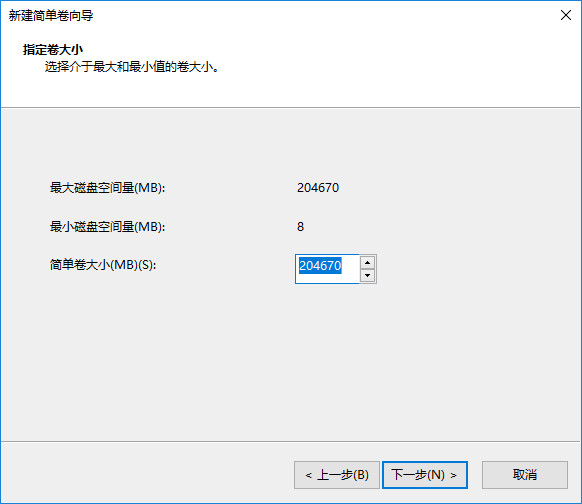 新建简单卷向导
指定卷大小
选择介于最大和最小值的卷大小。
最大磁盘空间量(MB): 204670
最小磁盘空间量(MB): 8
简单卷大小(MB)(S): 204670
< 上一步(B) 下一步(N) > 取消